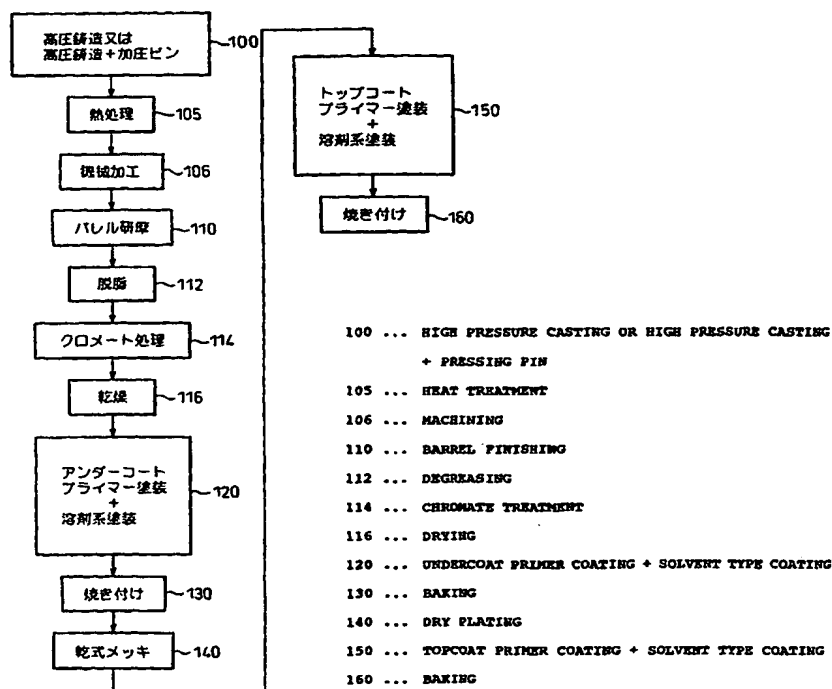 高圧鋳造又は
高圧鋳造+加圧ピン
100
熱処理
105
機械加工
106
バレル研摩
110
脱脂
112
クロメート処理
114
乾燥
116
アンダーコート
プライマー塗装
+
溶剤系塗装
120
焼き付け
130
乾式メッキ
140
トップコート
プライマー塗装
+
溶剤系塗装
150
焼き付け
160
100 ... HIGH PRESSURE CASTING OR HIGH PRESSURE CASTING
+ PRESSING PIN
105 ... HEAT TREATMENT
106 ... MACHINING
110 ... BARREL FINISHING
112 ... DEGREASING
114 ... CHROMATE TREATMENT
116 ... DRYING
120 ... UNDERCOAT PRIMER COATING + SOLVENT TYPE COATING
130 ... BAKING
140 ... DRY PLATING
150 ... TOPCOAT PRIMER COATING + SOLVENT TYPE COATING
160 ... BAKING